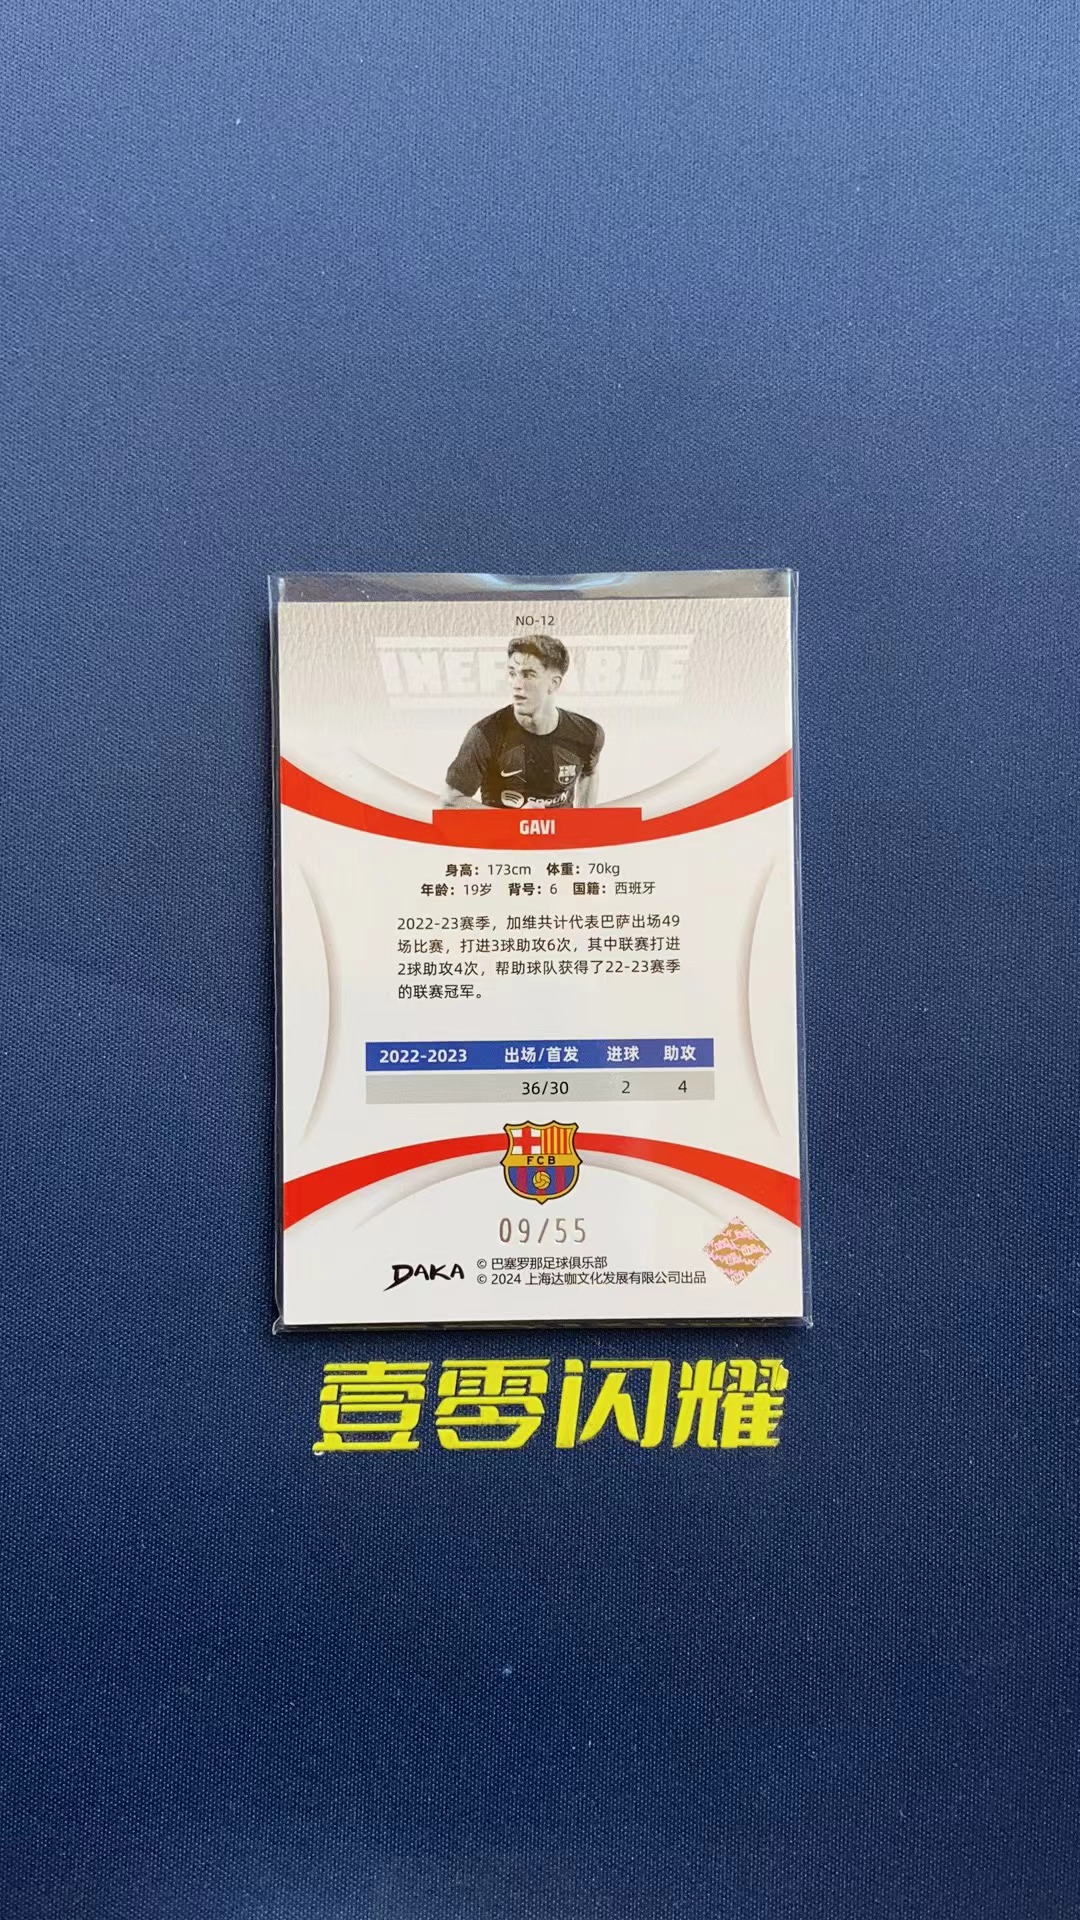 NO-12
INEFFABLE
GAVI
身高：173cm 体重：70kg
年龄：19岁 背号：6 国籍：西班牙
2022-23赛季，加维共计代表巴萨出场49
场比赛，打进3球助攻6次，其中联赛打进
2球助攻4次，帮助球队获得了22-23赛季
的联赛冠军。
2022-2023 出场/首发 进球 助攻
36/30 2 4
FCB
09/55
DAKA
© 巴塞罗那足球俱乐部
© 2024 上海达咖文化发展有限公司出品
壹零闪耀